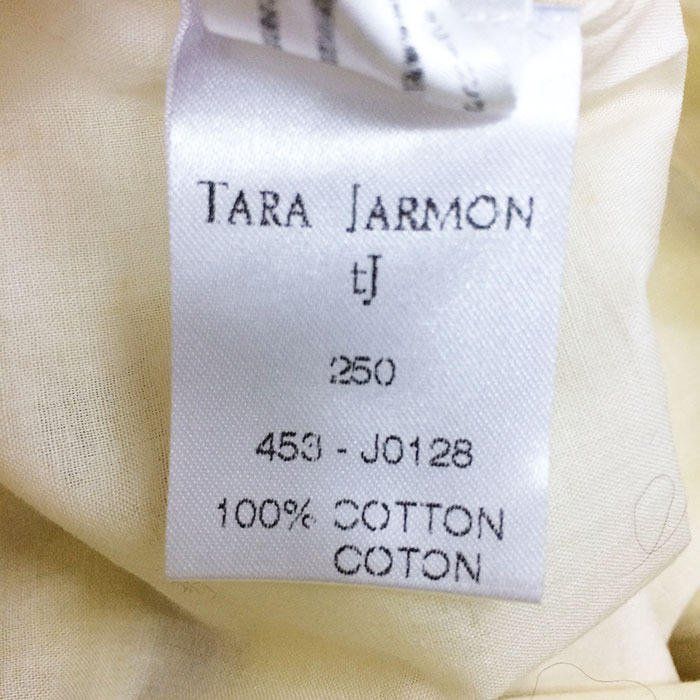 TARA JARMON
tJ
250
453 - J0128
100% COTTON
COTON